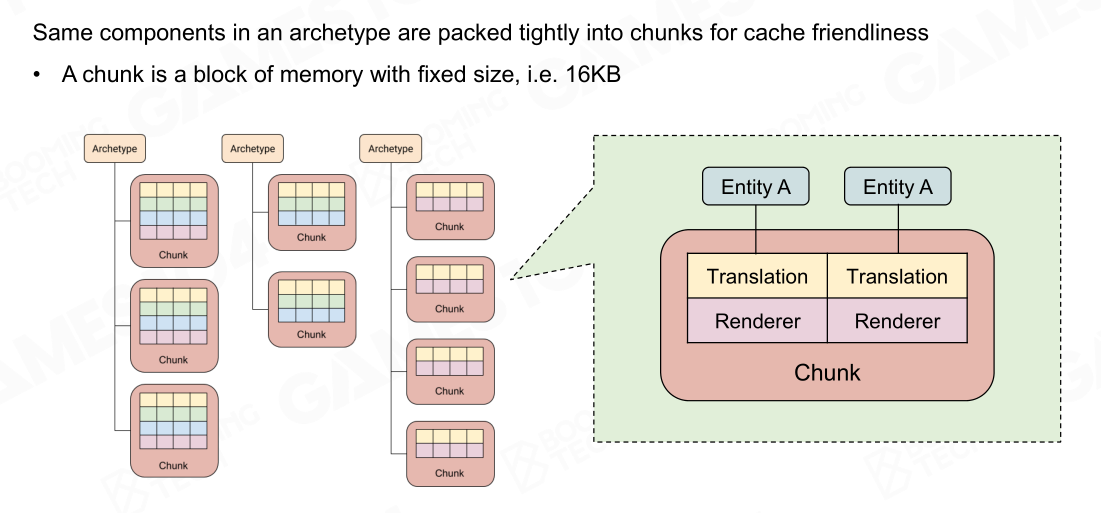 Same components in an archetype are packed tightly into chunks for cache friendliness
• A chunk is a block of memory with fixed size, i.e. 16KB
Archetype
Chunk
Chunk
Chunk
Archetype
Chunk
Chunk
Archetype
Chunk
Chunk
Chunk
Chunk
Entity A
Entity A
Translation
Translation
Renderer
Renderer
Chunk
BOOMING
TECH